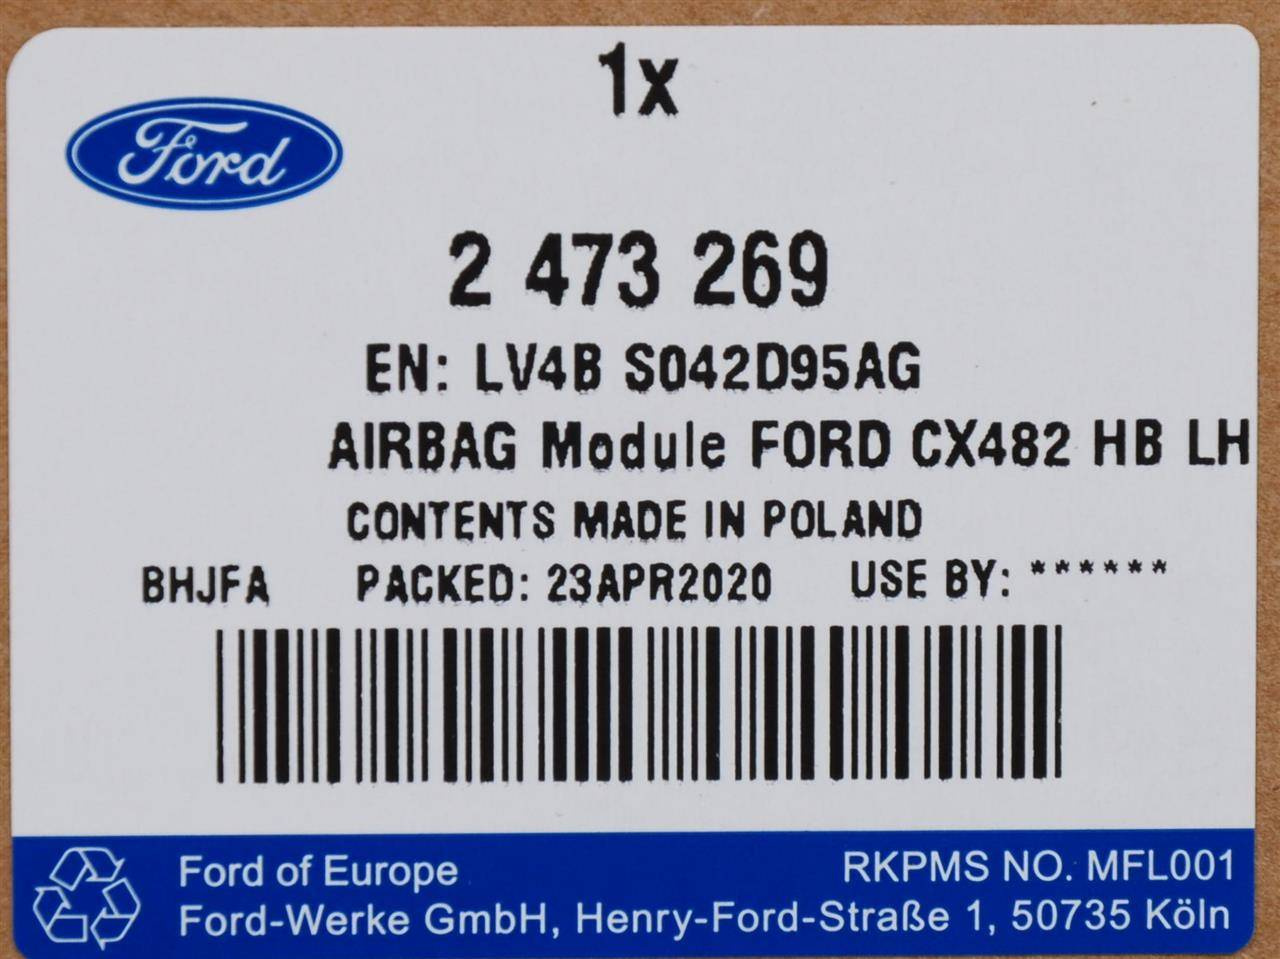 1x
Ford
2 473 269
EN: LV4B S042D95AG
AIRBAG Module FORD CX482 HB LH
CONTENTS MADE IN POLAND
BHJFA PACKED: 23APR2020 USE BY: ******
Ford of Europe RKPMS NO. MFL001
Ford-Werke GmbH, Henry-Ford-Straße 1, 50735 Köln